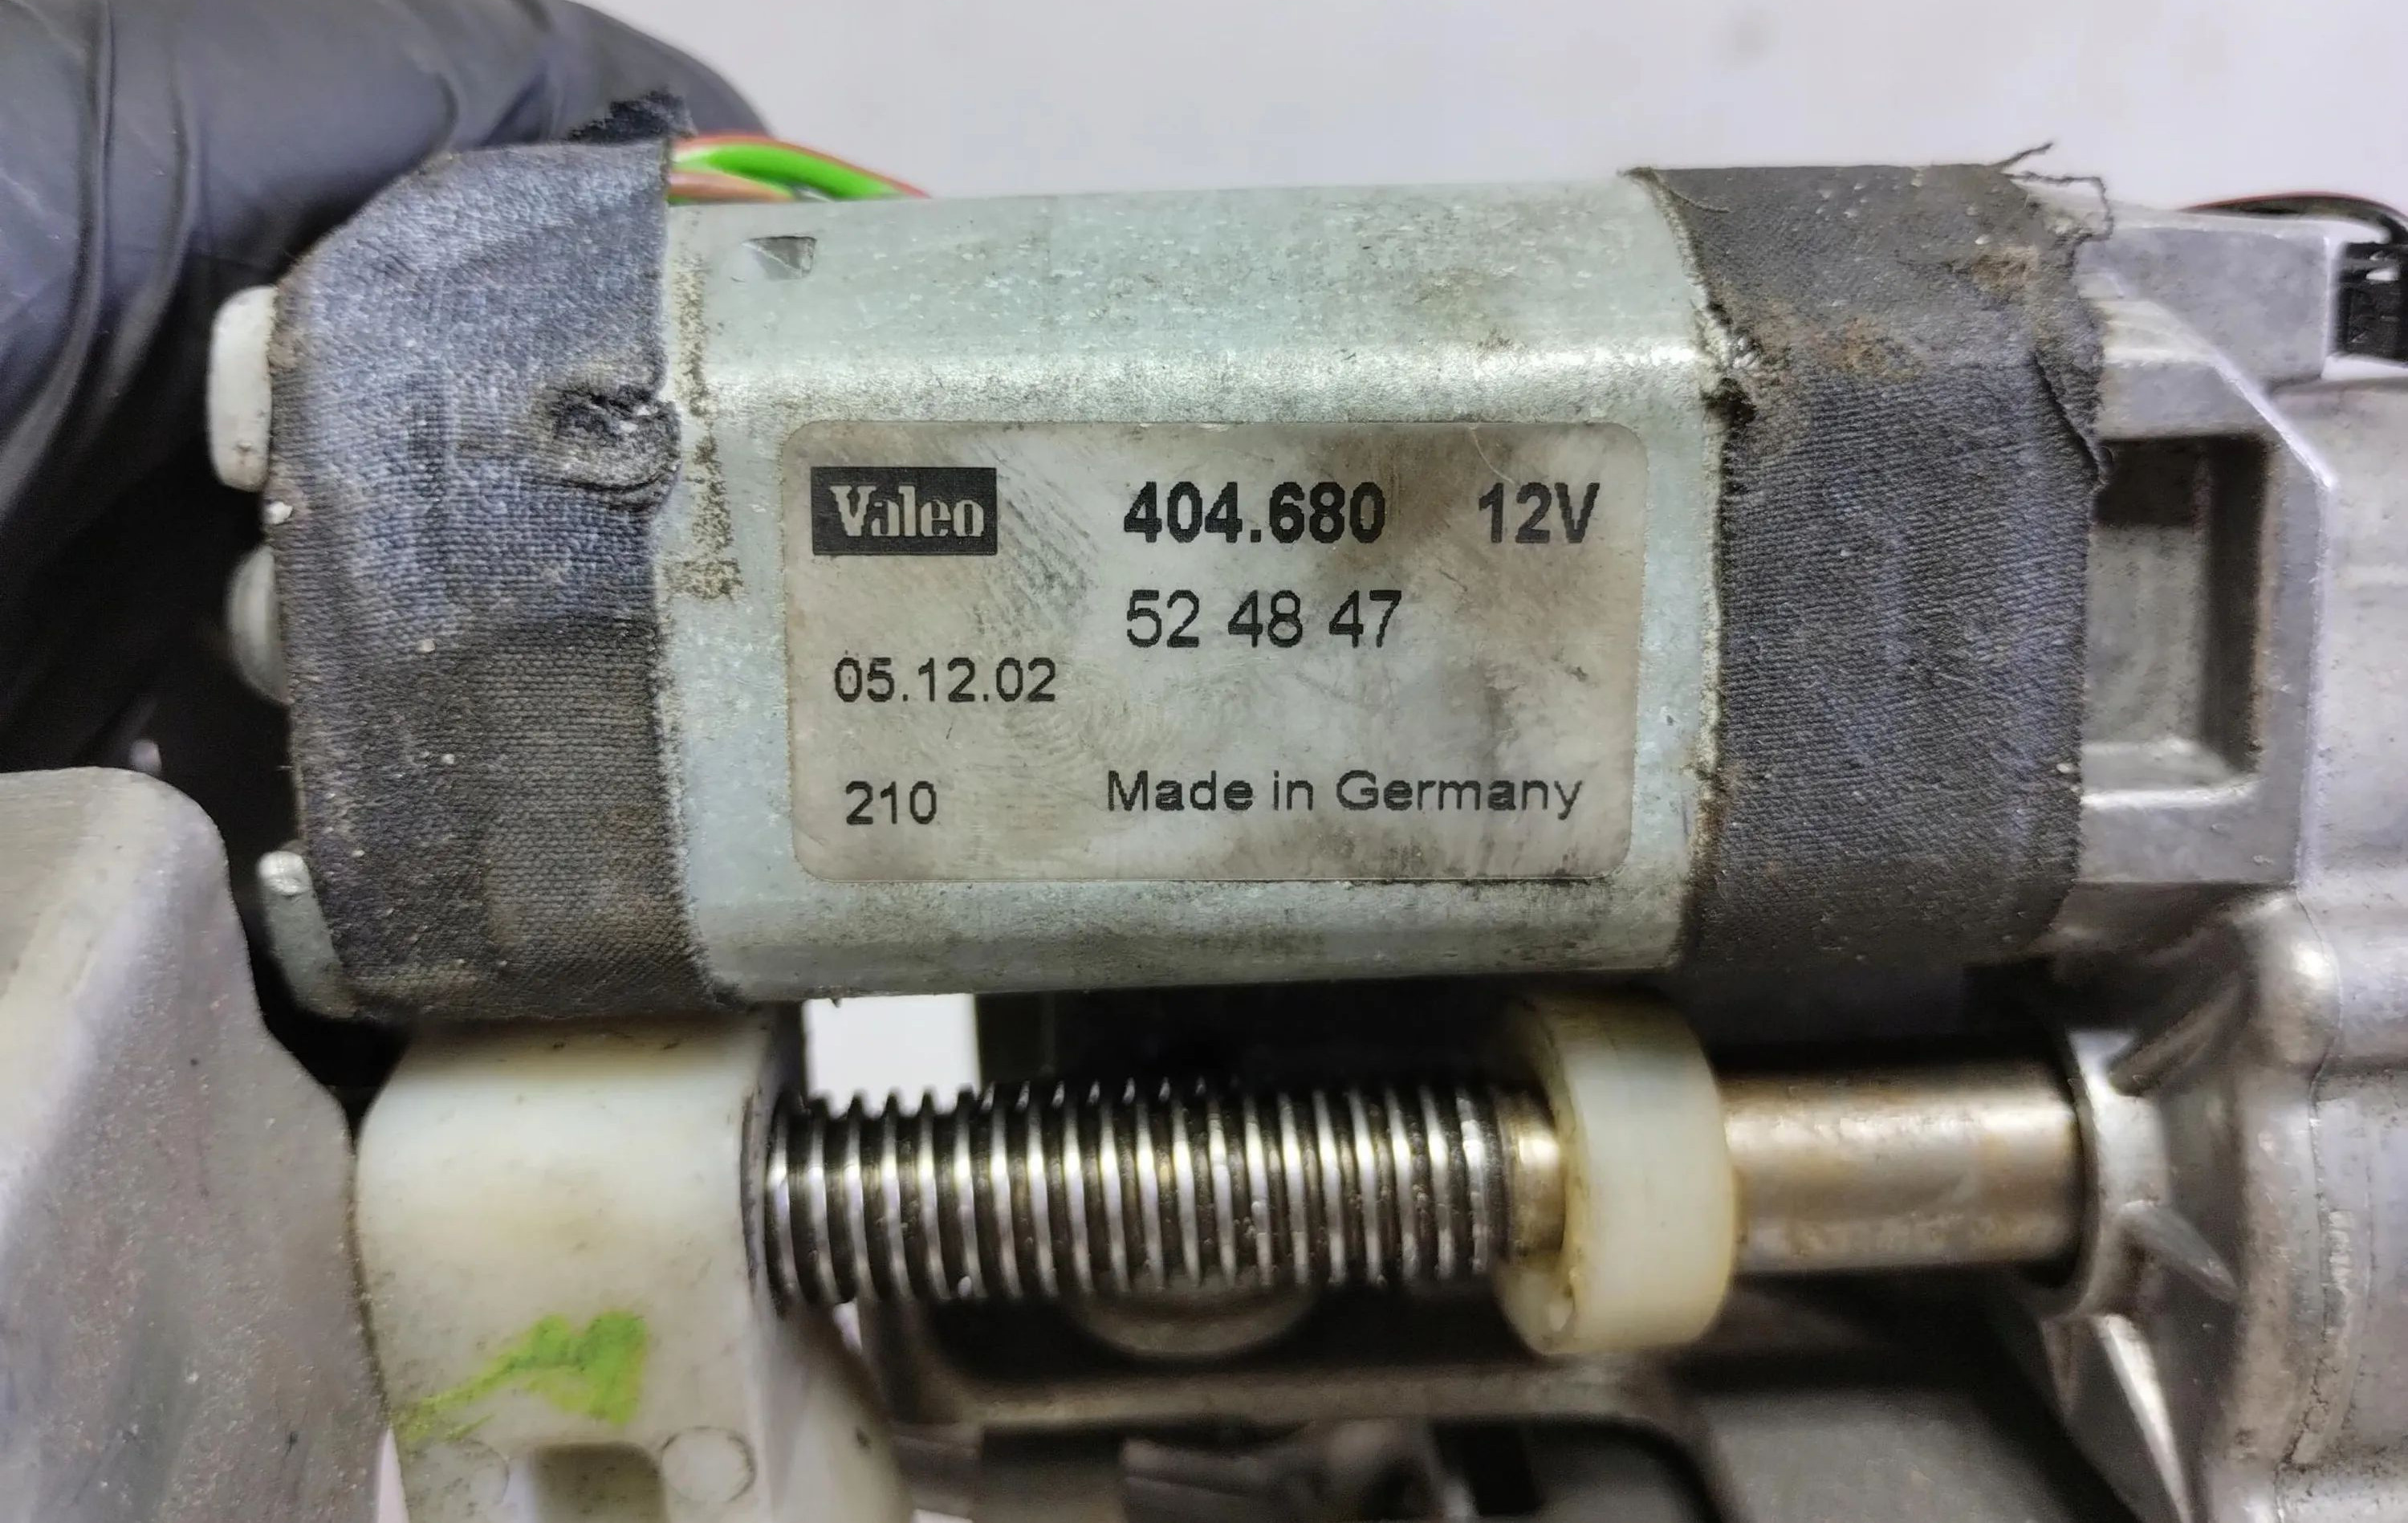 Valeo 404.680 12V
52 48 47
05.12.02
210 Made in Germany